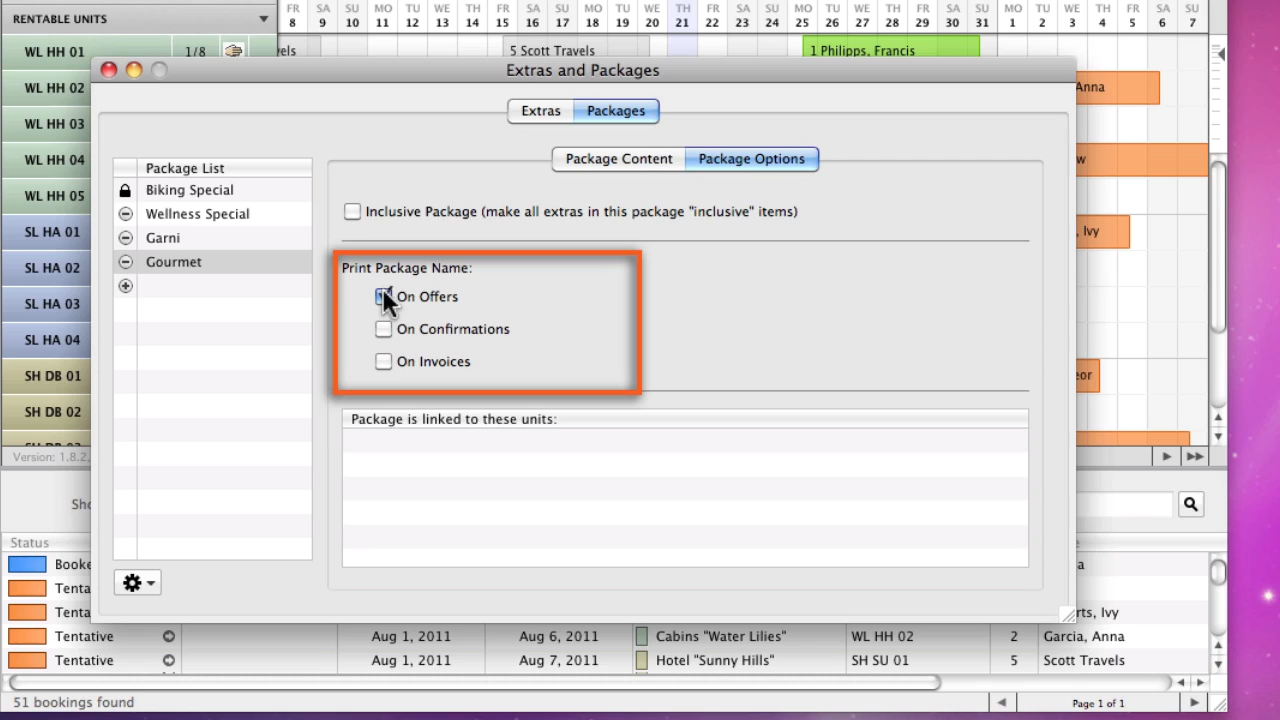 RENTABLE UNITS
FR SA SU MO TU WE TH FR SA SU MO TU WE TH FR SA SU MO TU WE TH FR SA SU MO TU WE TH FR SA SU
8 9 10 11 12 13 14 15 16 17 18 19 20 21 22 23 24 25 26 27 28 29 30 31 1 2 3 4 5 6 7
WL HH 01 1/8 5 Scott Travels 1 Philipps, Francis
Extras and Packages
WL HH 02 Anna
Extras Packages
WL HH 03
WL HH 04
Package Content Package Options
Package List
Biking Special
WL HH 05
Wellness Special
Inclusive Package (make all extras in this package "inclusive" items)
SL HA 01 , Ivy
Garni
Gourmet
SL HA 02
Print Package Name:
On Offers
SL HA 03
On Confirmations
SL HA 04
On Invoices
SH DB 01
SH DB 02
Package is linked to these units:
Version: 1.8.2,
Status
Tentative Aug 1, 2011 Aug 6, 2011 Cabins "Water Lilies" WL HH 02 2 Garcia, Anna
Tentative Aug 1, 2011 Aug 7, 2011 Hotel "Sunny Hills" SH SU 01 5 Scott Travels
51 bookings found Page 1 of 1